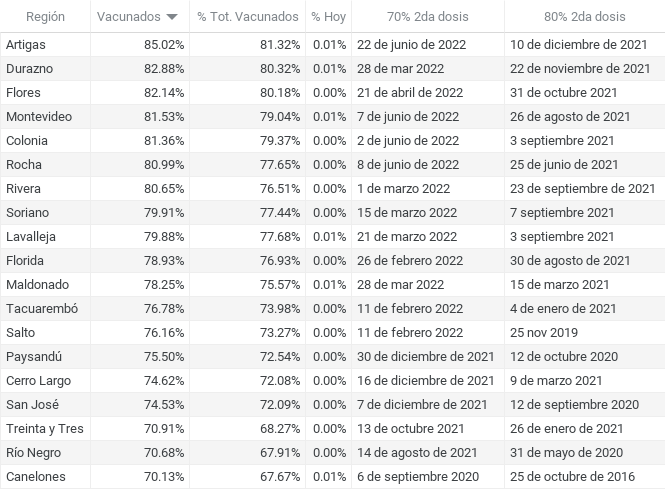 Región Vacunados % Tot. Vacunados % Hoy 70% 2da dosis 80% 2da dosis
Artigas 85.02% 81.32% 0.01% 22 de junio de 2022 10 de diciembre de 2021
Durazno 82.88% 80.32% 0.01% 28 de mar 2022 22 de noviembre de 2021
Flores 82.14% 80.18% 0.00% 21 de abril de 2022 31 de octubre 2021
Montevideo 81.53% 79.04% 0.01% 7 de junio de 2022 26 de agosto de 2021
Colonia 81.36% 79.37% 0.00% 2 de junio de 2022 3 septiembre 2021
Rocha 80.99% 77.65% 0.00% 8 de junio de 2022 25 de junio de 2021
Rivera 80.65% 76.51% 0.00% 1 de marzo 2022 23 de septiembre de 2021
Soriano 79.91% 77.44% 0.00% 15 de marzo 2022 7 septiembre 2021
Lavalleja 79.88% 77.68% 0.01% 21 de marzo 2022 3 septiembre 2021
Florida 78.93% 76.93% 0.00% 26 de febrero 2022 30 de agosto de 2021
Maldonado 78.25% 75.57% 0.01% 28 de mar 2022 15 de marzo 2021
Tacuarembó 76.78% 73.98% 0.00% 11 de febrero 2022 4 de enero de 2021
Salto 76.16% 73.27% 0.00% 11 de febrero 2022 25 nov 2019
Paysandú 75.50% 72.54% 0.00% 30 de diciembre de 2021 12 de octubre 2020
Cerro Largo 74.62% 72.08% 0.00% 16 de diciembre de 2021 9 de marzo 2021
San José 74.53% 72.09% 0.00% 7 de diciembre de 2021 12 de septiembre 2020
Treinta y Tres 70.91% 68.27% 0.00% 13 de octubre 2021 26 de enero de 2021
Río Negro 70.68% 67.91% 0.00% 14 de agosto de 2021 31 de mayo de 2020
Canelones 70.13% 67.67% 0.01% 6 de septiembre 2020 25 de octubre de 2016